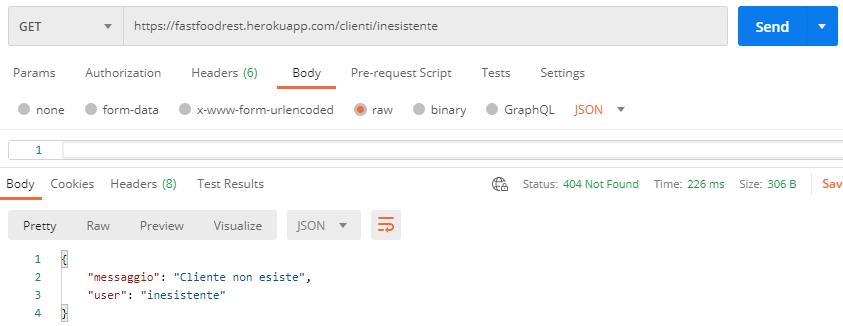 GET https://fastfoodrest.herokuapp.com/clienti/inesistente Send
Params Authorization Headers (6) Body Pre-request Script Tests Settings
none form-data x-www-form-urlencoded raw binary GraphQL JSON
1
Body Cookies Headers (8) Test Results Status: 404 Not Found Time: 226 ms Size: 306 B Sav
Pretty Raw Preview Visualize JSON
1 {
2 "messaggio": "Cliente non esiste",
3 "user": "inesistente"
4 }